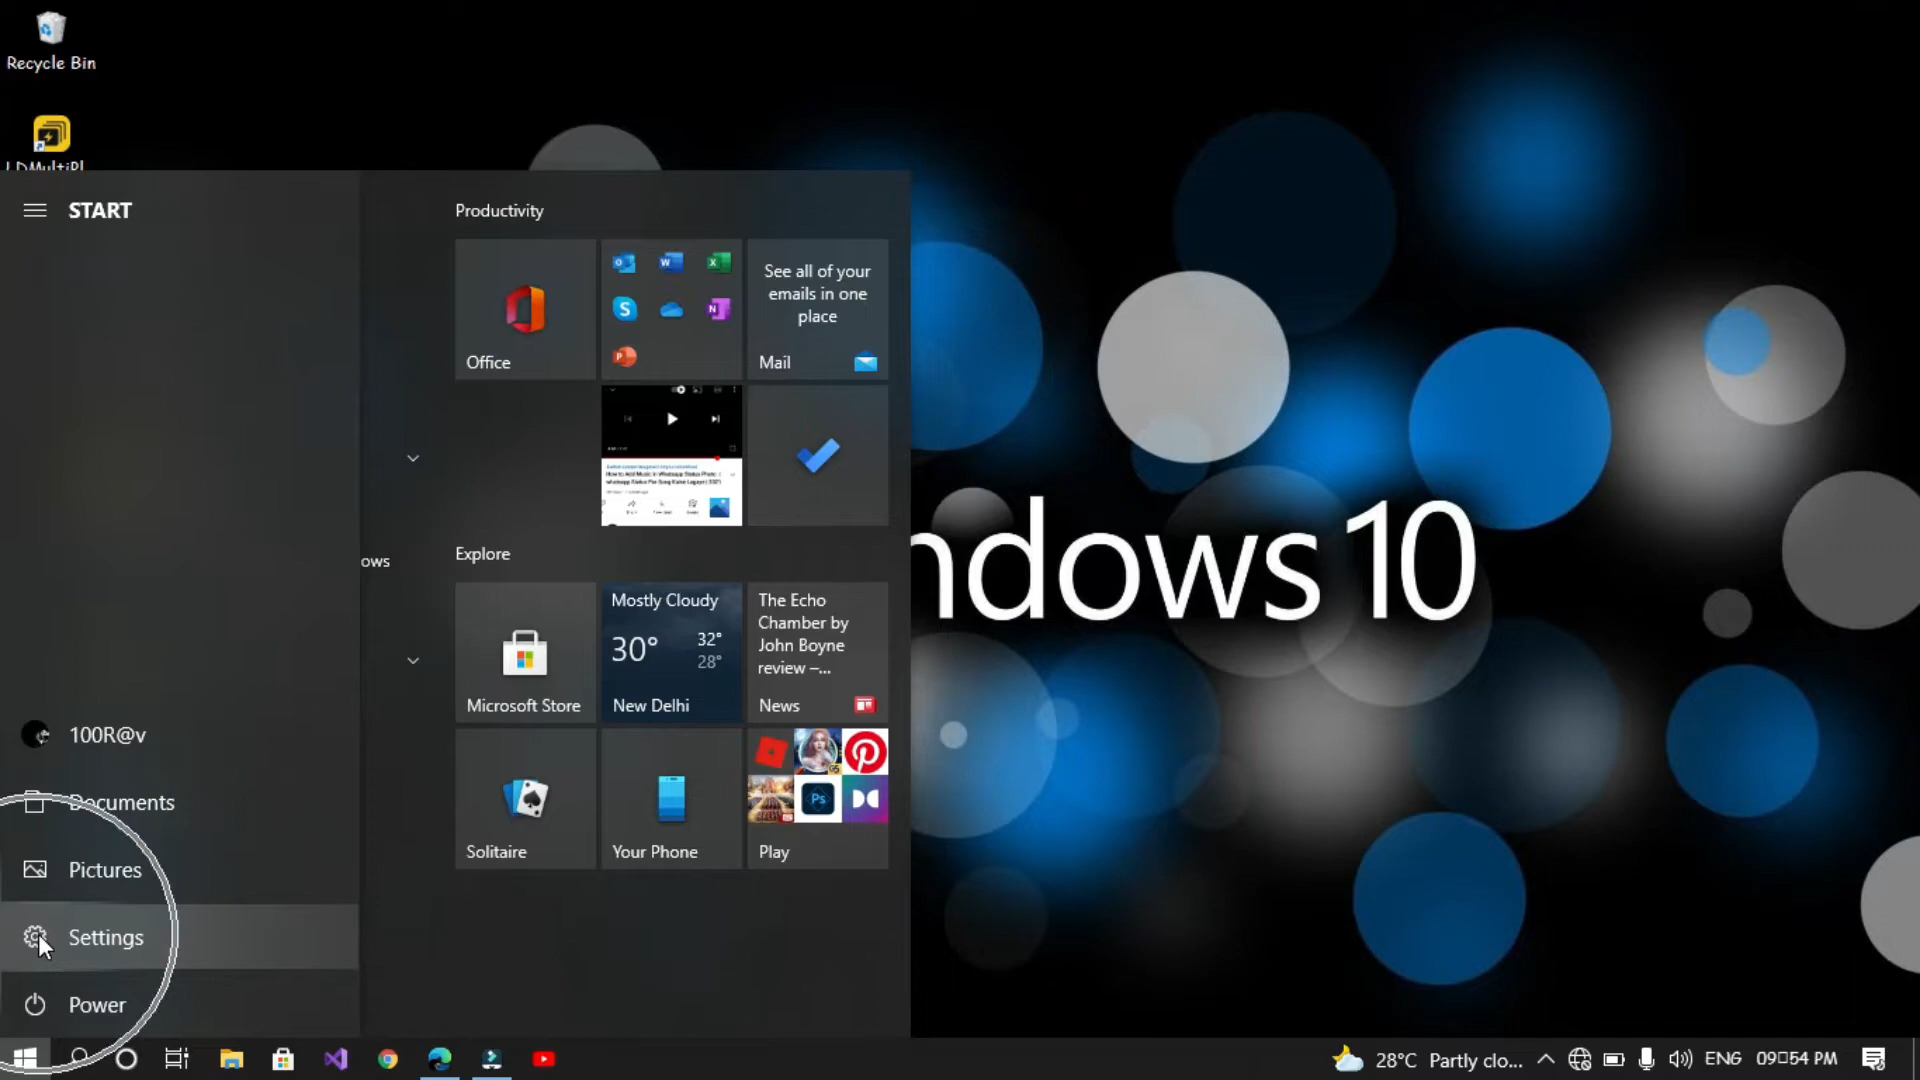 Recycle Bin
START
Productivity
Office
See all of your
emails in one
place
Mail
ows
Explore
Microsoft Store
Mostly Cloudy
30°
32°
28°
New Delhi
The Echo
Chamber by
John Boyne
review –...
News
Solitaire
Your Phone
Ps
Play
100R@v
Documents
Pictures
Settings
Power
ndows 10
28°C Partly clo...
ENG
09□54 PM